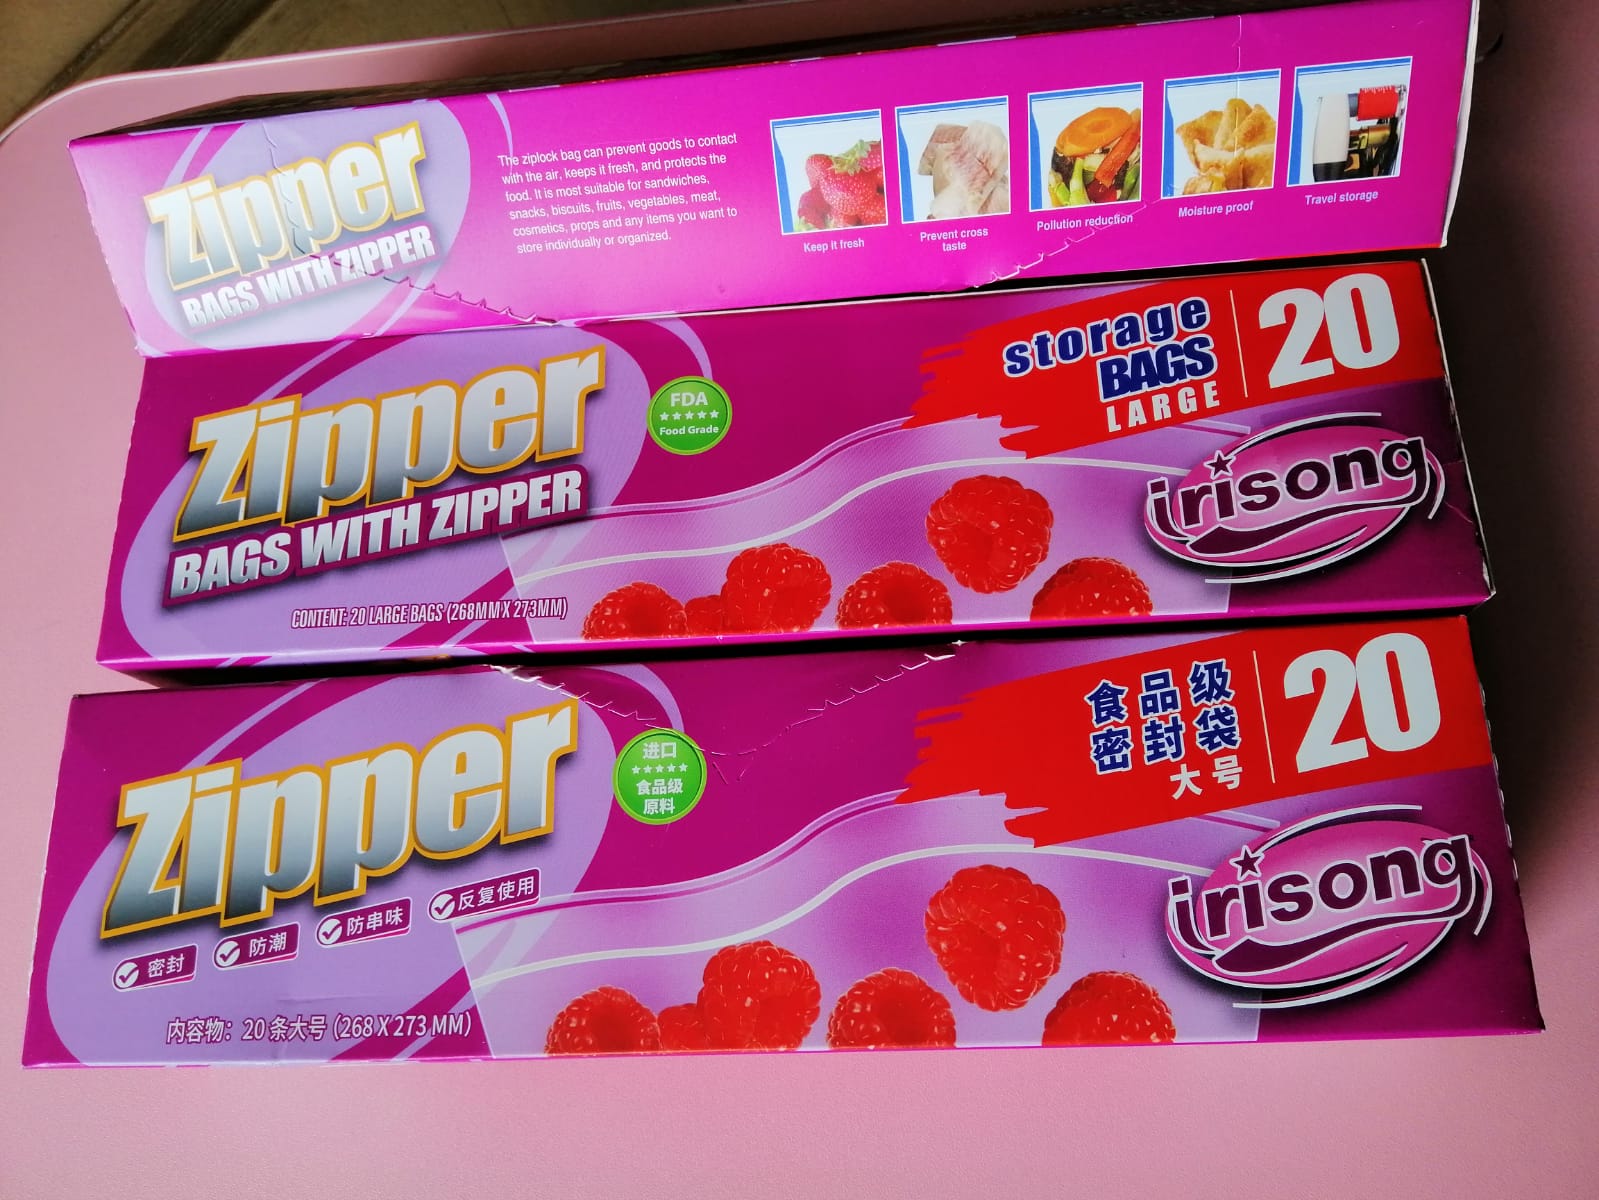 Zipper
BAGS WITH ZIPPER
The ziplock bag can prevent goods to contact
with the air, keeps it fresh, and protects the
food. It is most suitable for sandwiches,
snacks, biscuits, fruits, vegetables, meat,
cosmetics, props and any items you want to
store individually or organized.
Keep it fresh
Prevent cross
taste
Pollution reduction
Moisture proof
Travel storage
Zipper
BAGS WITH ZIPPER
CONTENT: 20 LARGE BAGS (268MM X 273MM)
FDA
★★★★★
Food Grade
storage
BAGS
LARGE
20
irisong
Zipper
密封
防潮
防串味
反复使用
内容物：20 条大号 (268 X 273 MM)
进口
★★★★★
食品级
原料
食品级
密封袋
大号
20
irisong